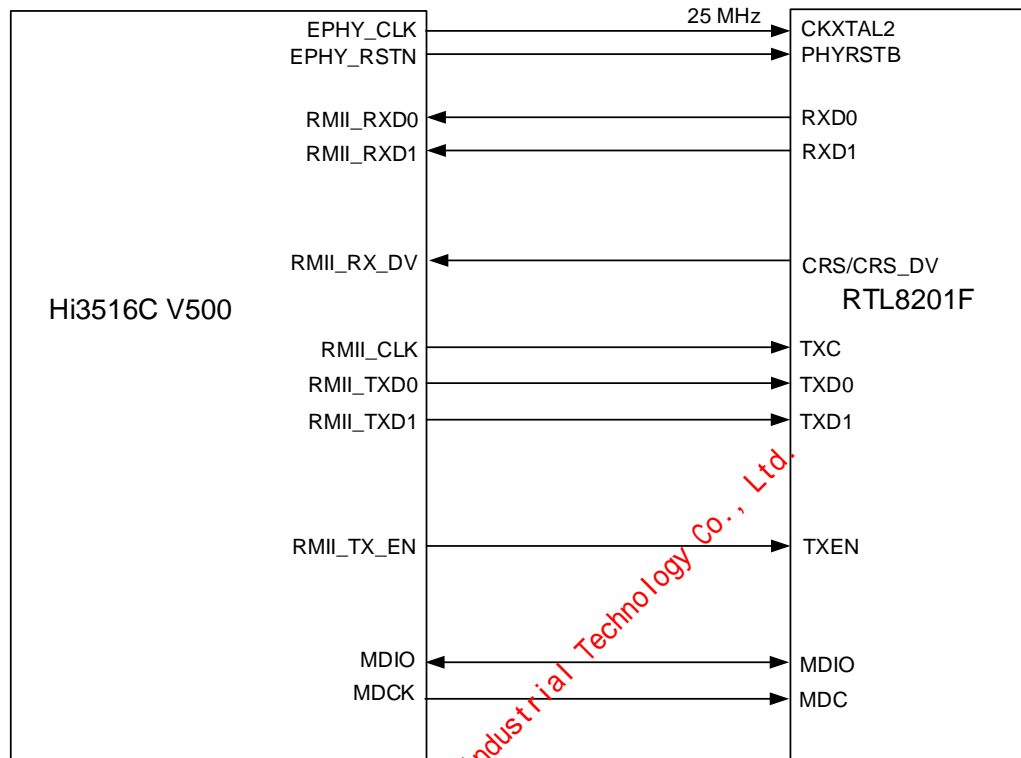 25 MHz
EPHY_CLK CKXTAL2
EPHY_RSTN PHYRSTB
RMII_RXD0 RXD0
RMII_RXD1 RXD1
RMII_RX_DV CRS/CRS_DV
Hi3516C V500 RTL8201F
RMII_CLK TXC
RMII_TXD0 TXD0
RMII_TXD1 TXD1
RMII_TX_EN TXEN
MDIO MDIO
MDCK MDC
Technology Co., Ltd.